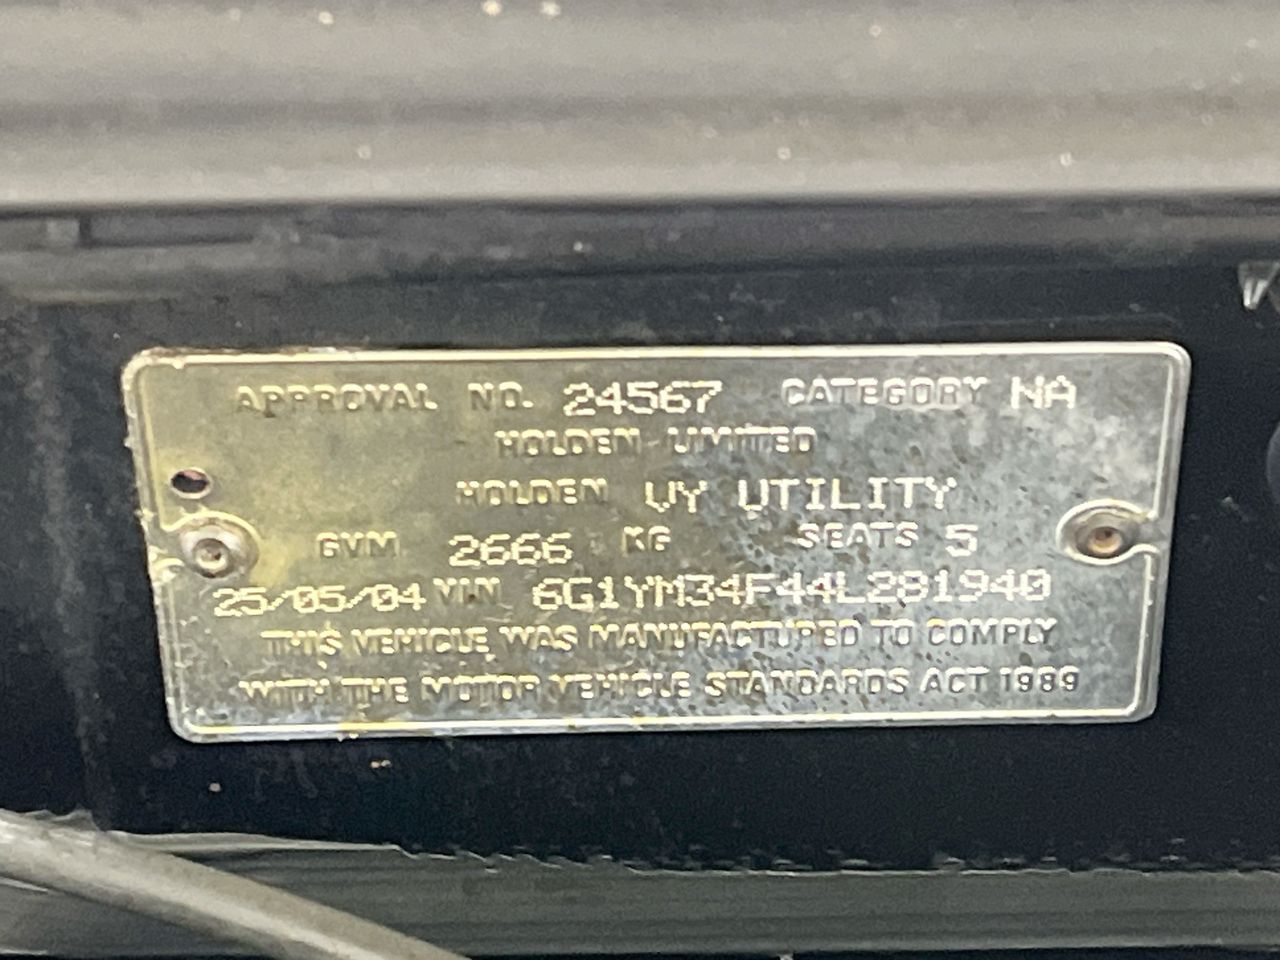 APPROVAL NO. 24567 CATEGORY NA
HOLDEN LIMITED
HOLDEN VY UTILITY
GVM 2666 KG SEATS 5
25/05/04 VIN 6G1YM34F44L281940
THIS VEHICLE WAS MANUFACTURED TO COMPLY
WITH THE MOTOR VEHICLE STANDARDS ACT 1989